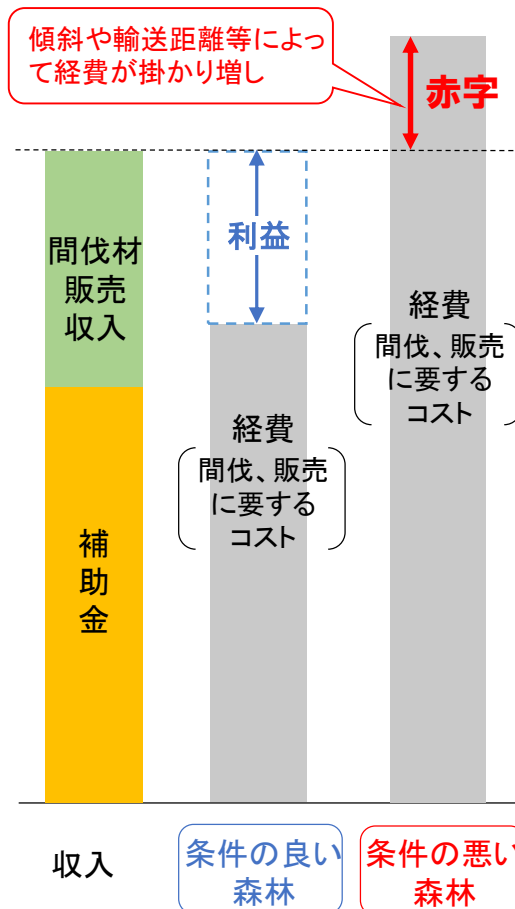 傾斜や輸送距離等によっ
て経費が掛かり増し
赤字
利益
間伐材
販売
収入
補
助
金
経費
間伐、販売
に要する
コスト
経費
間伐、販売
に要する
コスト
収入
条件の良い
森林
条件の悪い
森林